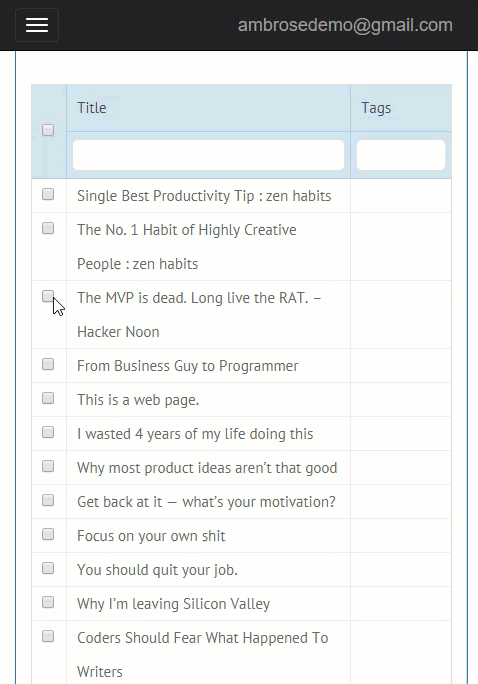 ambrosedemo@gmail.com
Title
Tags
Single Best Productivity Tip : zen habits
The No. 1 Habit of Highly Creative
People : zen habits
The MVP is dead. Long live the RAT. –
Hacker Noon
From Business Guy to Programmer
This is a web page.
I wasted 4 years of my life doing this
Why most product ideas aren’t that good
Get back at it — what’s your motivation?
Focus on your own shit
You should quit your job.
Why I’m leaving Silicon Valley
Coders Should Fear What Happened To
Writers